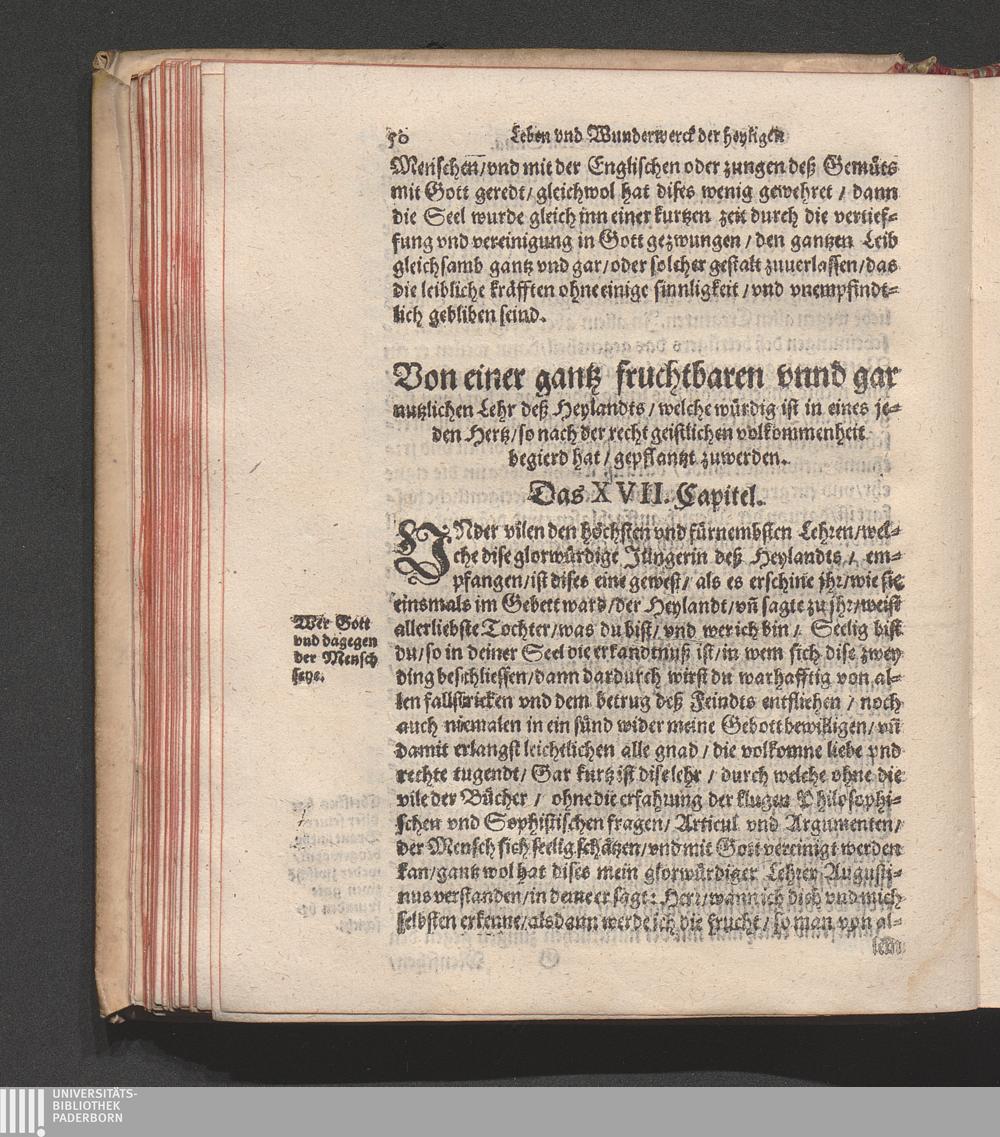 50 Leben vnd Wunderwerck der heyligen
Menschen̄/vnd mit der Englischen oder zungen deß Gemuͤts
mit Gott geredt/gleichwol hat dises wenig gewehret / dann
die Seel wurde gleich inn einer kurtzen zeit durch die vertief-
fung vnd vereinigung in Gott gezwungen / den gantzen Leib
gleichsamb gantz vnd gar/oder solcher gestalt zuuerlassen/das
die leibliche kräfften ohne einige sinnligkeit / vnd vnempfindt-
lich gebliben seind.
Von einer gantz fruchtbaren vnnd gar
nutzlichen Lehr deß Heylandts / welche würdig ist in eines je-
den Hertz/so nach der recht geistlichen volkommenheit
begierd hat / gepflantzt zuwerden.
Das XVII. Capitel.
VNder vilen den höchsten vnd fürnembsten Lehren/wel-
che dise glorwürdige Jüngerin deß Heylandts / em-
pfangen/ist dises eine gewest/ als es erschine jhr/wie sie
einsmals im Gebett ward/der Heylandt/vn̄ sagte zu jhr/weist
allerliebste Tochter/was du bist/ vnd wer ich bin / Seelig bist
du/so in deiner Seel die erkandtnuß ist/in wem sich dise zwey
ding beschliessen/dann dardurch wirst du warhafftig von al-
len fallstricken vnd dem betrug deß Feindts entfliehen / noch
auch niemalen in ein sünd wider meine Gebott bewilligen/vn̄
damit erlangst leichtlichen alle gnad / die volkomne liebe vnd
rechte tugendt/ Gar kurtz ist dise lehr / durch welche ohne die
vile der Bücher / ohne die erfahrung der klugen Philosophi-
schen vnd Sophistischen fragen/ Articul vnd Argumenten/
der Mensch sich seelig schätzen/vnd mit Gott vereinigt werden
kan/gantz wol hat dises mein glorwürdiger Lehrer Augusti-
nus verstanden/in deme er sagt: Herr/wann ich dich vnd mich
selbsten erkenne/alsdann werde ich die frucht / so man von al-
lem
Wer Gott
vnd dagegen
der Mensch
seye.
UNIVERSITÄTS-
BIBLIOTHEK
PADERBORN